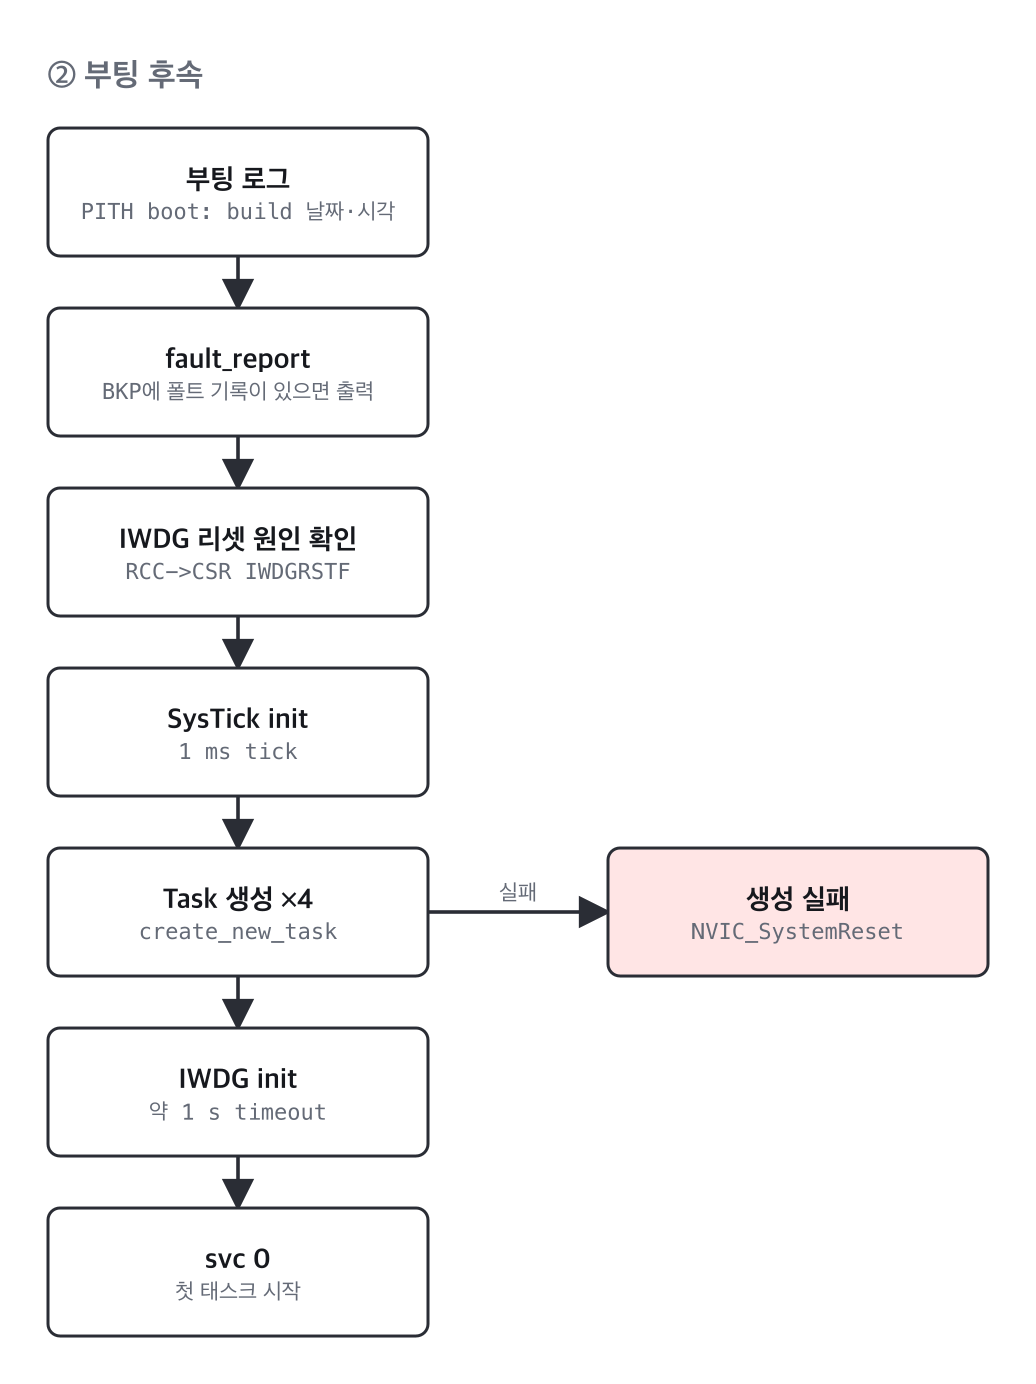 ② 부팅 후속
부팅 로그
PITH boot: build 날짜·시각
fault_report
BKP에 폴트 기록이 있으면 출력
IWDG 리셋 원인 확인
RCC->CSR IWDGRSTF
SysTick init
1 ms tick
Task 생성 ×4
create_new_task
실패
생성 실패
NVIC_SystemReset
IWDG init
약 1 s timeout
svc 0
첫 태스크 시작